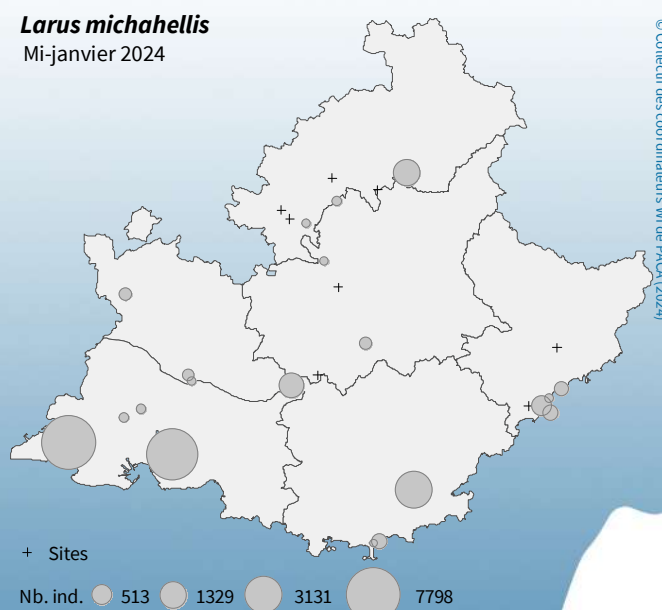 Larus michahellis
Mi-janvier 2024
© Collectif des coordinateurs WI de PACA (2024)
+ Sites
Nb. ind. 513 1329 3131 7798